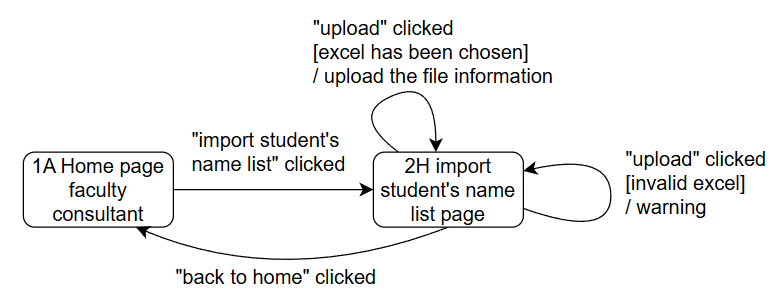 "upload" clicked
[excel has been chosen]
/ upload the file information
"import student's
name list" clicked
1A Home page
faculty
consultant
2H import
student's name
list page
"upload" clicked
[invalid excel]
/ warning
"back to home" clicked